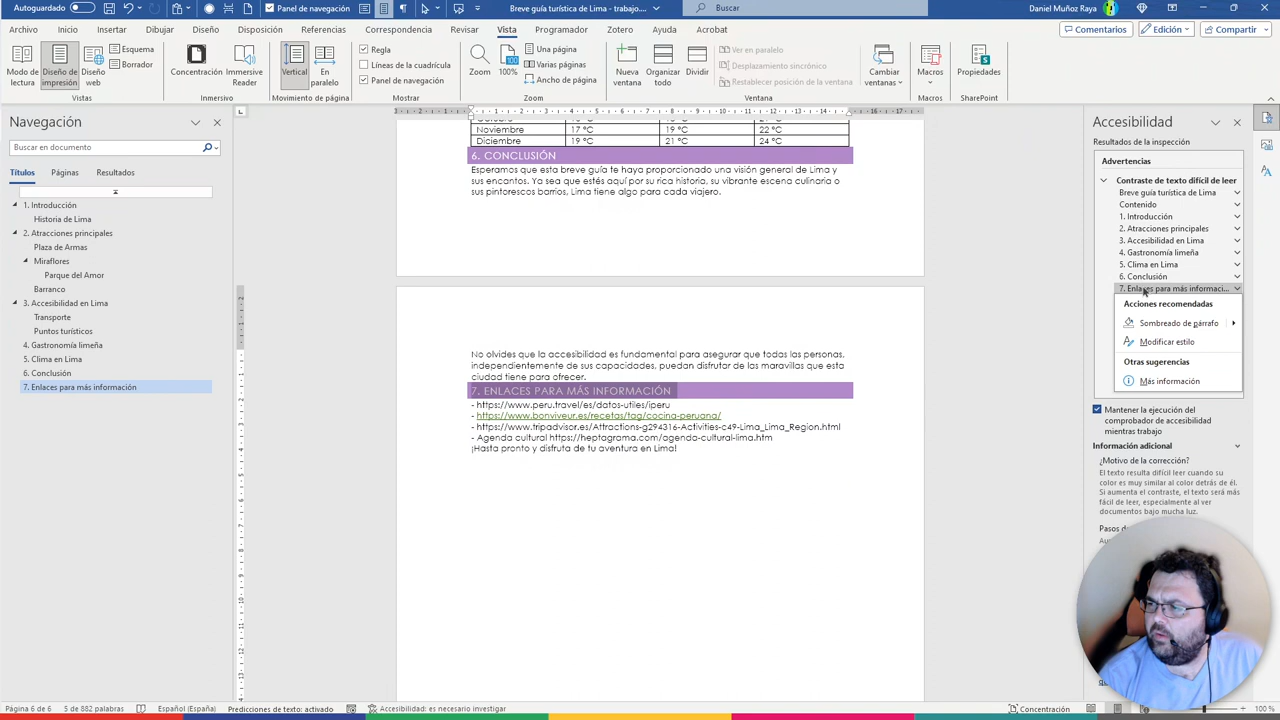 Autoguardado
Panel de navegac...
Breve guía turística de Lima - trabajo....
Buscar
Daniel Muñoz Raya
Archivo Inicio Insertar Dibujar Diseño Disposición Referencias Correspondencia Revisar Vista Programador Zotero Ayuda Acrobat
Comentarios Edición Compartir
Modo de lectura
Diseño de impresión
Diseño web
Esquema
Borrador
Vistas
Concentración
Immersive Reader
Inmersivo
Vertical
En paralelo
Movimiento de página
Regla
Líneas de la cuadrícula
Panel de navegación
Mostrar
Zoom
100%
100
Una página
Varias páginas
Ancho de página
Zoom
Nueva ventana
Organizar todo
Dividir
Ver en paralelo
Desplazamiento sincrónico
Restablecer posición de la ventana
Ventana
Cambiar ventanas
Macros
Macros
Propiedades
SharePoint
Navegación
Buscar en documento
Títulos Páginas Resultados
1. Introducción
Historia de Lima
2. Atracciones principales
Plaza de Armas
Miraflores
Parque del Amor
Barranco
3. Accesibilidad en Lima
Transporte
Puntos turísticos
4. Gastronomía limeña
5. Clima en Lima
6. Conclusión
7. Enlaces para más información
Noviembre 17 ºC 19 ºC 22 ºC
Diciembre 19 ºC 21 ºC 24 ºC
6. CONCLUSIÓN
Esperamos que esta breve guía te haya proporcionado una visión general de Lima y
sus encantos. Ya sea que estés aquí por su rica historia, su vibrante escena culinaria o
sus pintorescos barrios, Lima tiene algo para cada viajero.
No olvides que la accesibilidad es fundamental para asegurar que todas las personas,
independientemente de sus capacidades, puedan disfrutar de las maravillas que esta
ciudad tiene para ofrecer.
7. ENLACES PARA MÁS INFORMACIÓN
- https://www.peru.travel/es/datos-utiles/iperu
- https://www.bonviveur.es/recetas/tag/cocina-peruana/
- https://www.tripadvisor.es/Attractions-g294316-Activities-c49-Lima_Lima_Region.html
- Agenda cultural https://heptagrama.com/agenda-cultural-lima.htm
¡Hasta pronto y disfruta de tu aventura en Lima!
Accesibilidad
Resultados de la inspección
Advertencias
Contraste de texto difícil de leer
Breve guía turística de Lima
Contenido
1. Introducción
2. Atracciones principales
3. Accesibilidad en Lima
4. Gastronomía limeña
5. Clima en Lima
6. Conclusión
7. Enlaces para más informaci...
Acciones recomendadas
Sombreado de párrafo
Modificar estilo
Otras sugerencias
Más información
Mantener la ejecución del
comprobador de accesibilidad
mientras trabajo
Información adicional
¿Motivo de la corrección?
El texto resulta difícil leer cuando su
color es muy similar al color detrás de él.
Si aumenta el contraste, el texto será más
fácil de leer, especialmente al ver
documentos bajo mucha luz.
Página 6 de 6 5 de 882 palabras Español (España) Predicciones de texto: activado Accesibilidad: es necesario investigar Concentración 100 %